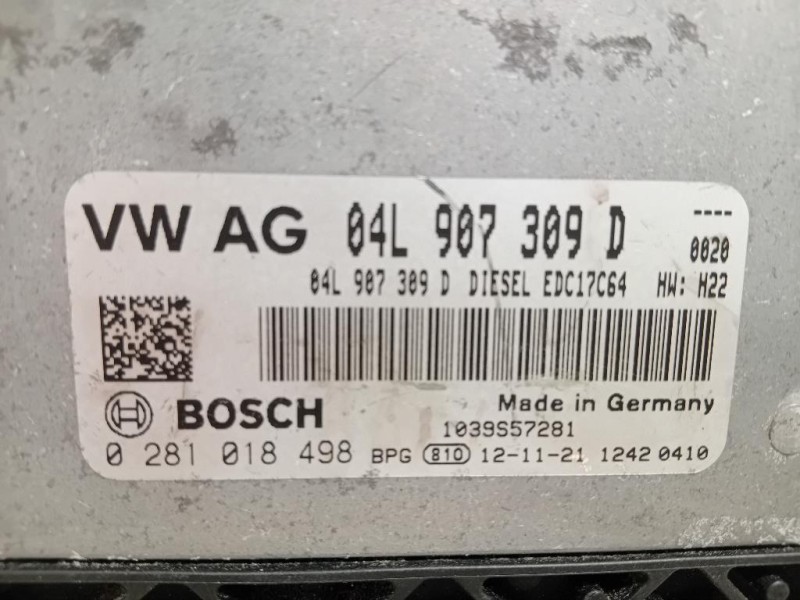 VW AG 04L 907 309 D ----
0020
04L 907 309 D DIESEL EDC17C64 HW: H22
BOSCH Made in Germany
1039S57281
0 281 018 498 BPG 810 12-11-21 1242 0410